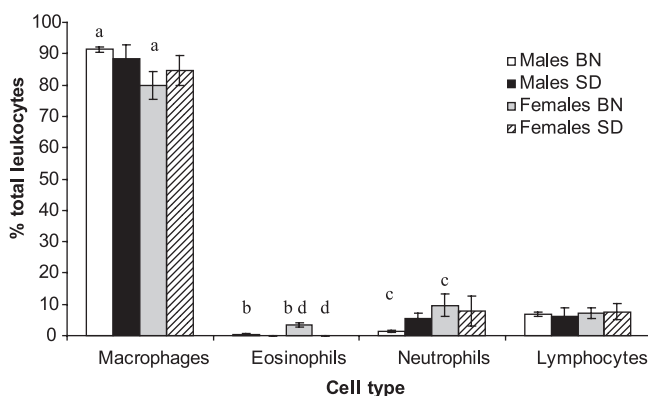 100
90
80
70
60
50
40
30
20
10
0
% total leukocytes
a a
b b d d
c c
Males BN
Males SD
Females BN
Females SD
Macrophages Eosinophils Neutrophils Lymphocytes
Cell type